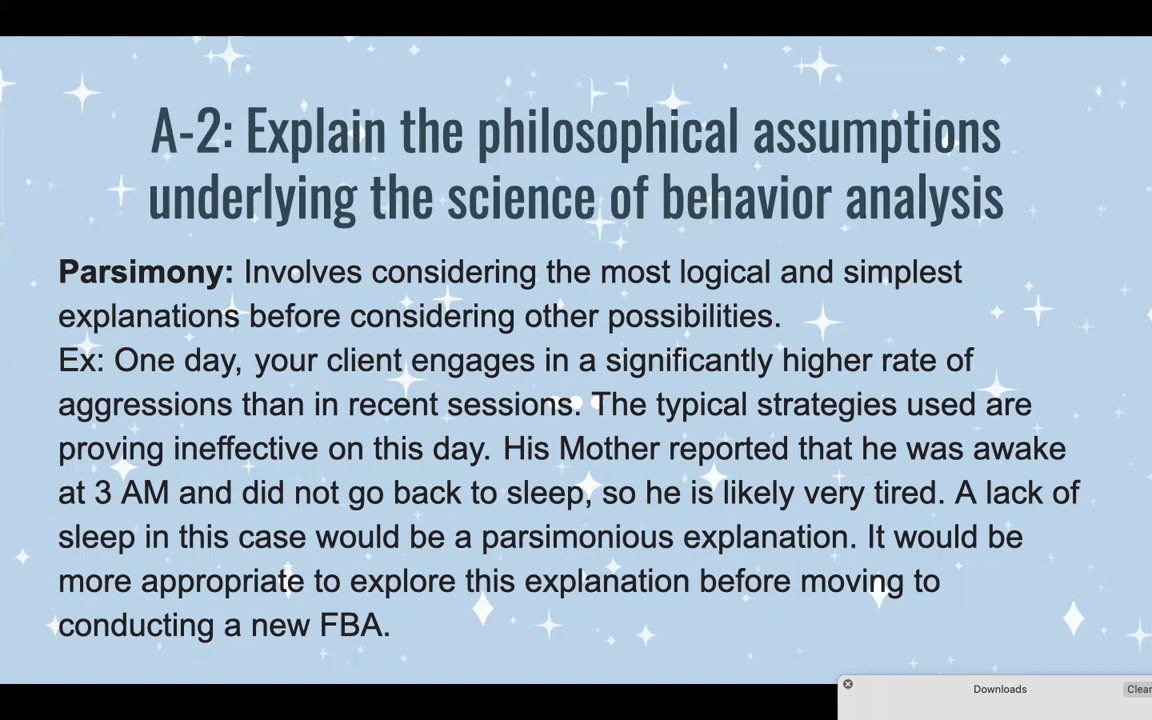 A-2: Explain the philosophical assumptions
underlying the science of behavior analysis
Parsimony: Involves considering the most logical and simplest
explanations before considering other possibilities.
Ex: One day, your client engages in a significantly higher rate of
aggressions than in recent sessions. The typical strategies used are
proving ineffective on this day. His Mother reported that he was awake
at 3 AM and did not go back to sleep, so he is likely very tired. A lack of
sleep in this case would be a parsimonious explanation. It would be
more appropriate to explore this explanation before moving to
conducting a new FBA.
Downloads
Clear